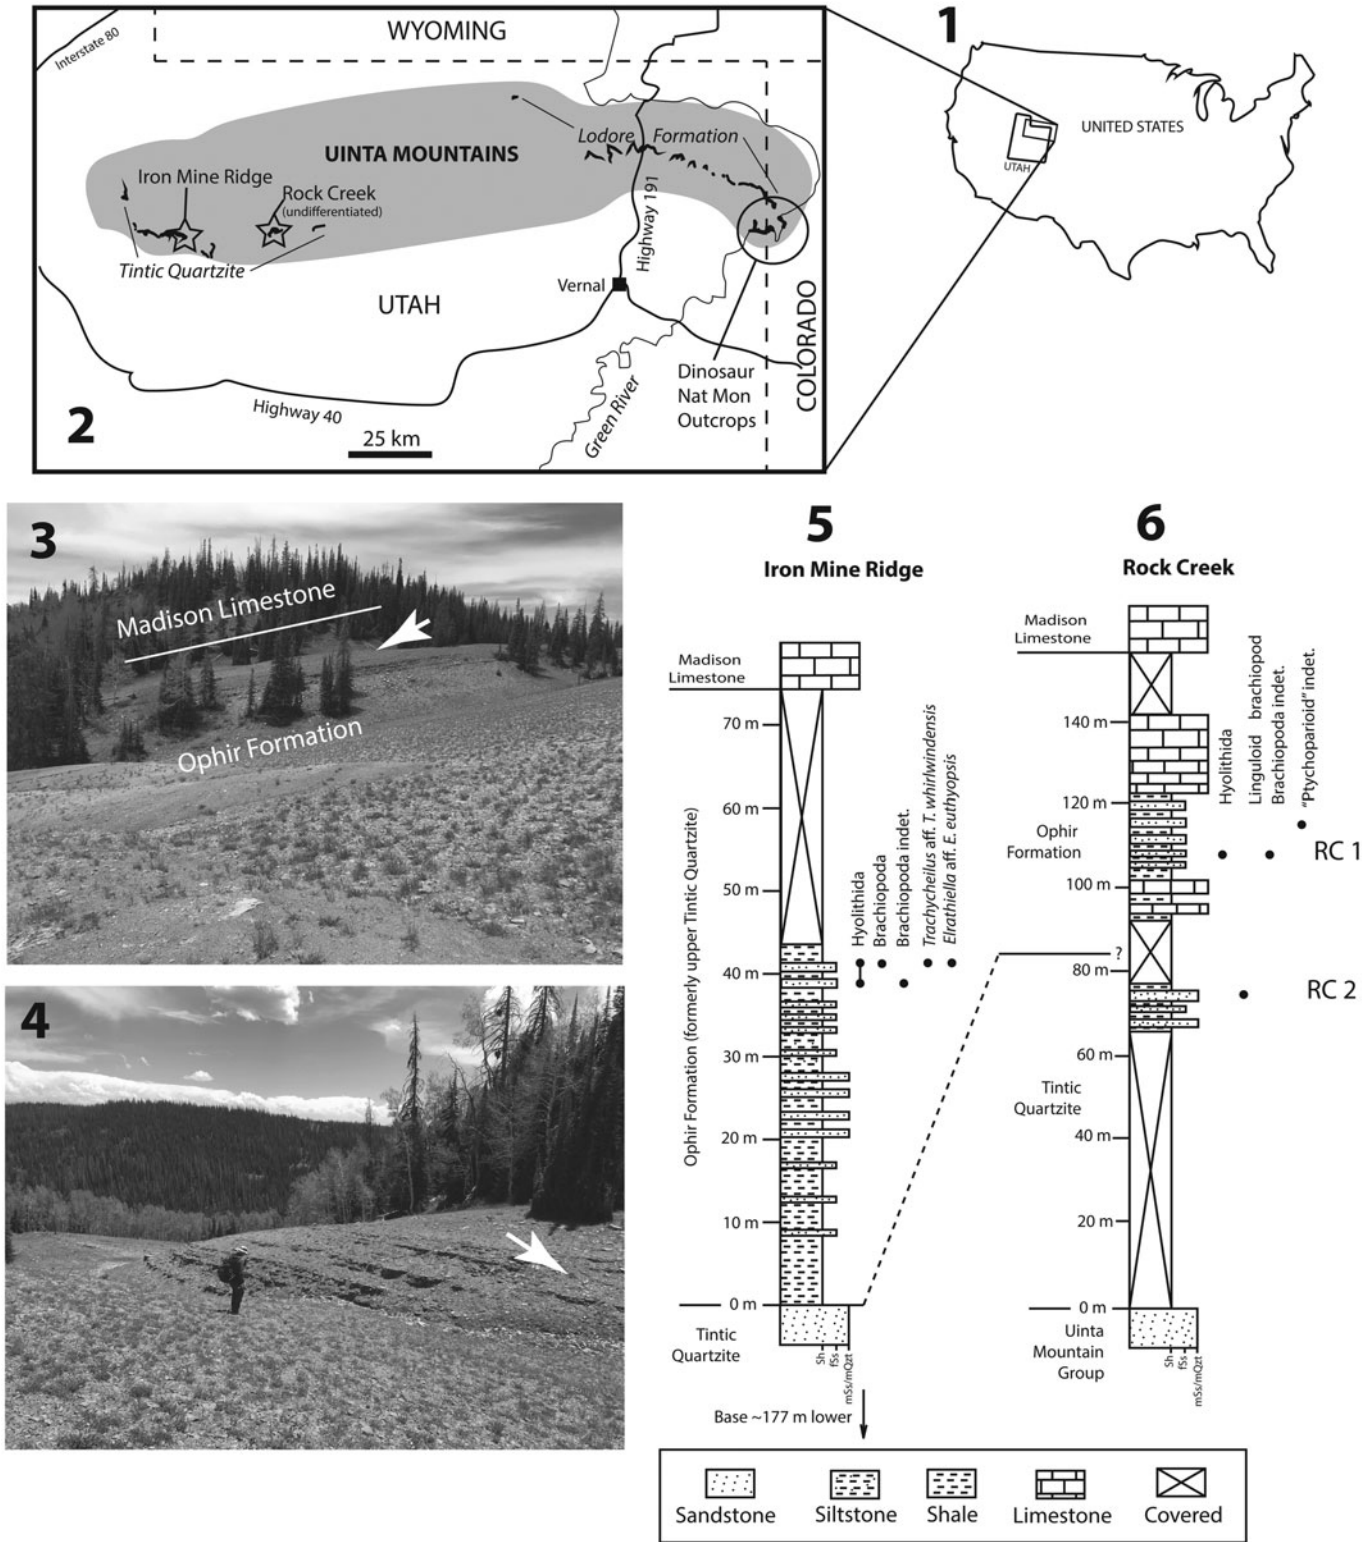 1
UNITED STATES
UTAH
Interstate 80
WYOMING
Lodore Formation
UINTA MOUNTAINS
Iron Mine Ridge
Rock Creek
(undifferentiated)
Tintic Quartzite
Highway 191
Vernal
UTAH
COLORADO
Dinosaur
Nat Mon
Outcrops
Green River
Highway 40
25 km
2
3
Madison Limestone
Ophir Formation
4
5
Iron Mine Ridge
Madison
Limestone
70 m
60 m
50 m
40 m
30 m
20 m
10 m
0 m
Ophir Formation (formerly upper Tintic Quartzite)
Hyolithida
Brachiopoda
Brachiopoda indet.
Trachycheilus aff. T. whirlwindensis
Elrathiella aff. E. euthyopsis
Tintic
Quartzite
Sh
fSs
mSs/mQzt
Base ~177 m lower
6
Rock Creek
Madison
Limestone
140 m
120 m
Ophir
Formation
100 m
?
80 m
60 m
Tintic
Quartzite
40 m
20 m
0 m
Uinta
Mountain
Group
Sh
fSs
mSs/mQzt
Hyolithida
Linguloid brachiopod
Brachiopoda indet.
"Ptychoparioid" indet.
RC 1
RC 2
Sandstone
Siltstone
Shale
Limestone
Covered